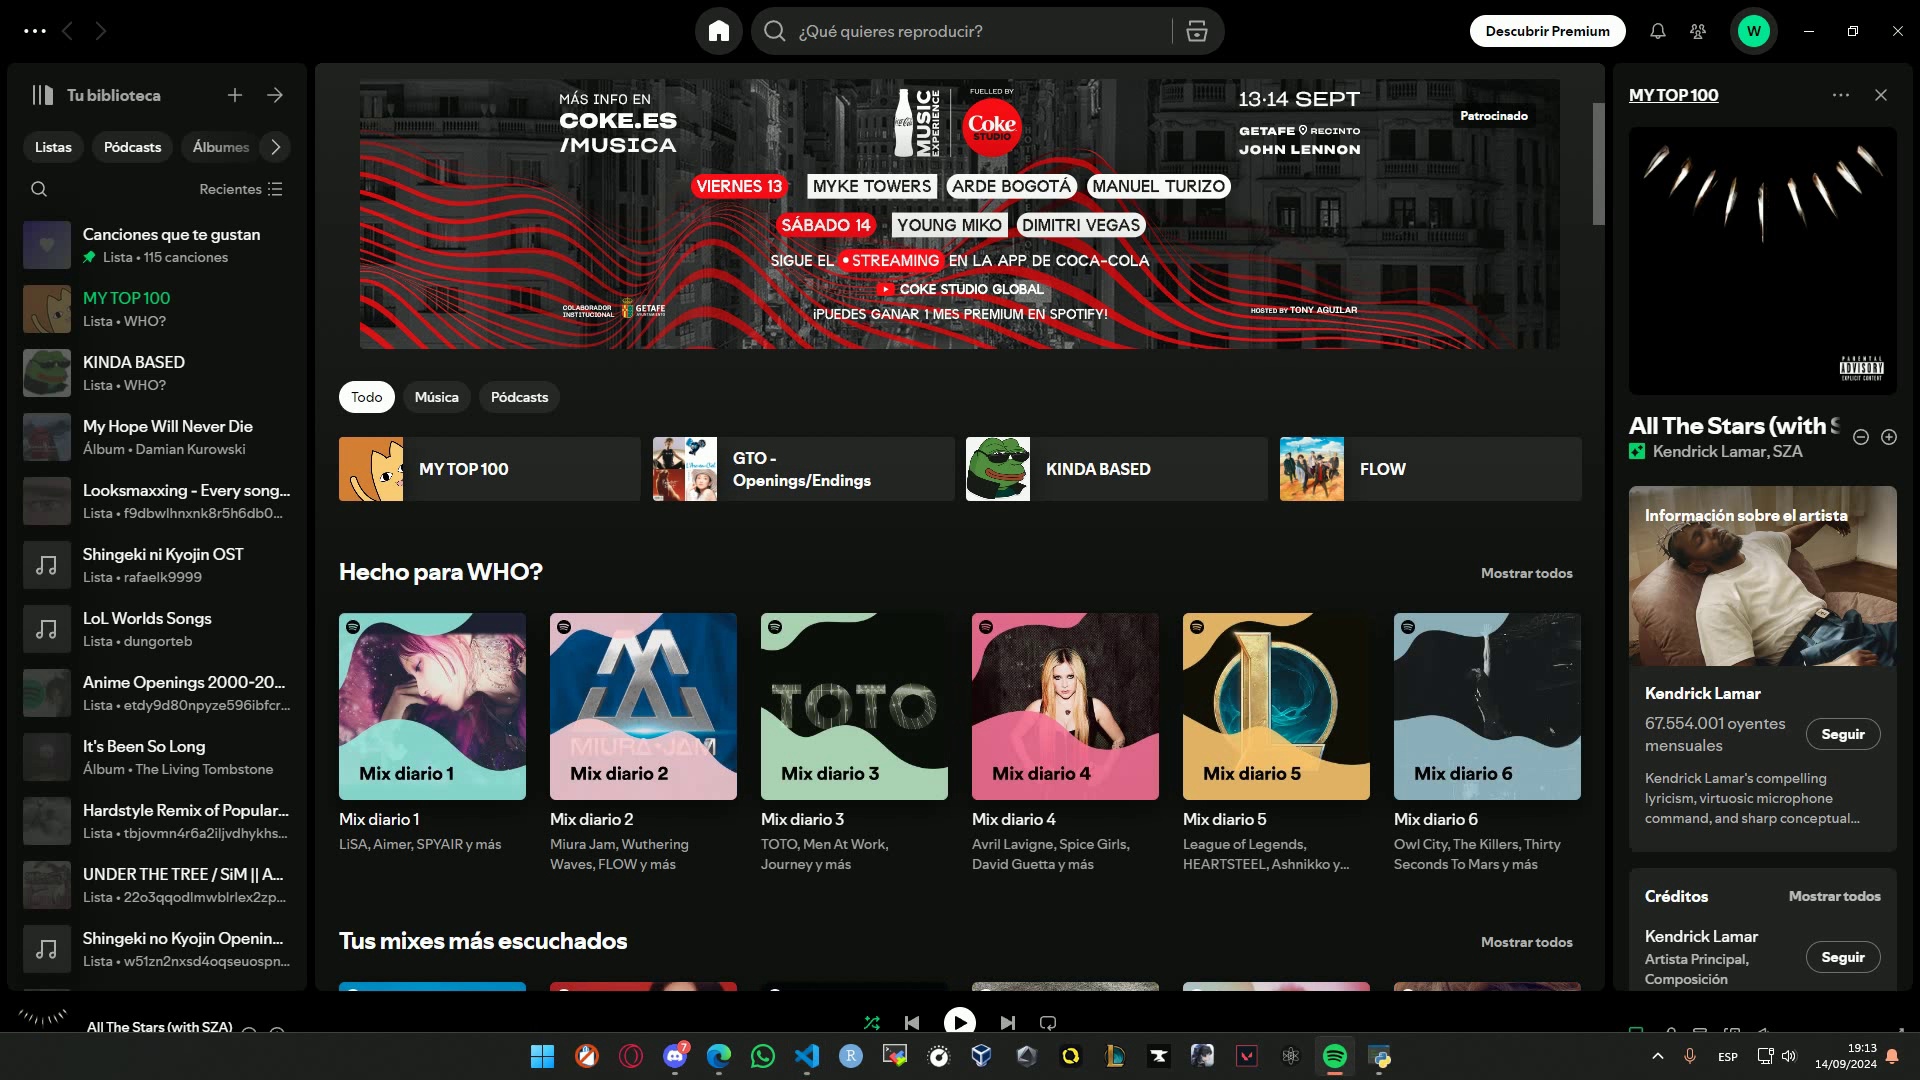 ¿Qué quieres reproducir?
Descubrir Premium
W
Tu biblioteca
Listas
Pódcasts
Álbumes
Recientes
Canciones que te gustan
Lista • 115 canciones
MY TOP 100
Lista • WHO?
KINDA BASED
Lista • WHO?
My Hope Will Never Die
Álbum • Damian Kurowski
Looksmaxxing - Every song...
Lista • f9dbwlhnxnk8r5h6db0...
Shingeki ni Kyojin OST
Lista • rafaelk9999
LoL Worlds Songs
Lista • dungorteb
Anime Openings 2000-20...
Lista • etdy9d80npyze596ibfcr...
It's Been So Long
Álbum • The Living Tombstone
Hardstyle Remix of Popular...
Lista • tbjovmn4r6a2iljvdhykhs...
UNDER THE TREE / SiM || A...
Lista • 22o3qqodlmwblrlex2zp...
Shingeki no Kyojin Openin...
Lista • w51zn2nxsd4oqseuospn...
MÁS INFO EN
COKE.ES
/MUSICA
Coca-Cola
MUSIC
EXPERIENCE
FUELLED BY
Coke
STUDIO
13·14 SEPT
GETAFE RECINTO
JOHN LENNON
Patrocinado
VIERNES 13 MYKE TOWERS ARDE BOGOTÁ MANUEL TURIZO
SÁBADO 14 YOUNG MIKO DIMITRI VEGAS
SIGUE EL • STREAMING EN LA APP DE COCA-COLA
COKE STUDIO GLOBAL
¡PUEDES GANAR 1 MES PREMIUM EN SPOTIFY!
COLABORADOR
INSTITUCIONAL
GETAFE
HOSTED BY TONY AGUILAR
Todo
Música
Pódcasts
MY TOP 100
GTO -
Openings/Endings
KINDA BASED
FLOW
Hecho para WHO?
Mostrar todos
Mix diario 1
MIURA JAM
Mix diario 2
TOTO
Mix diario 3
Mix diario 4
Mix diario 5
Mix diario 6
Mix diario 1
LiSA, Aimer, SPYAIR y más
Mix diario 2
Miura Jam, Wuthering
Waves, FLOW y más
Mix diario 3
TOTO, Men At Work,
Journey y más
Mix diario 4
Avril Lavigne, Spice Girls,
David Guetta y más
Mix diario 5
League of Legends,
HEARTSTEEL, Ashnikko y...
Mix diario 6
Owl City, The Killers, Thirty
Seconds To Mars y más
Tus mixes más escuchados
Mostrar todos
MY TOP 100
PARENTAL
ADVISORY
EXPLICIT CONTENT
All The Stars (with S
Kendrick Lamar, SZA
Información sobre el artista
Kendrick Lamar
67.554.001 oyentes
mensuales
Seguir
Kendrick Lamar's compelling
lyricism, virtuosic microphone
command, and sharp conceptual...
Créditos
Mostrar todos
Kendrick Lamar
Artista Principal,
Composición
Seguir
All The Stars (with SZA)
7
R
ESP
19:13
14/09/2024